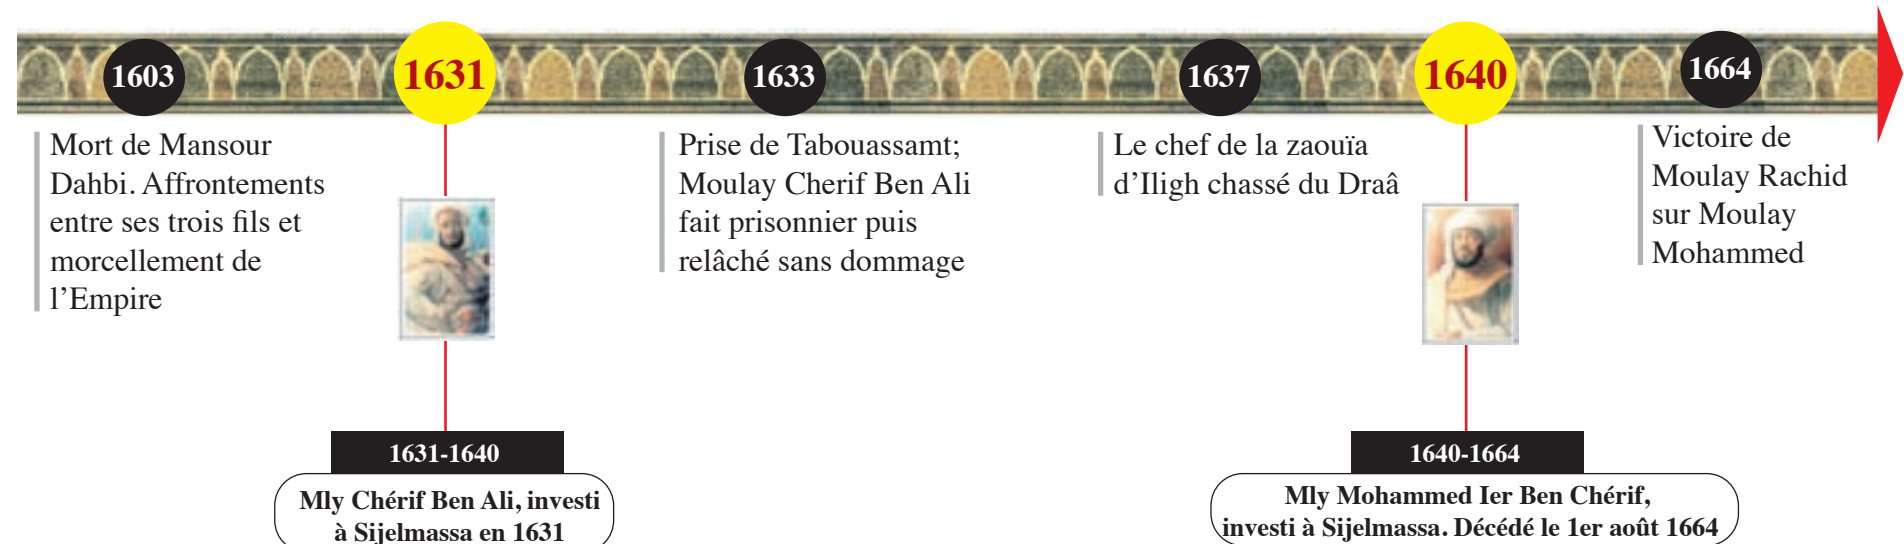 1603
Mort de Mansour
Dahbi. Affrontements
entre ses trois fils et
morcellement de
l’Empire
1631
1631-1640
Mly Chérif Ben Ali, investi
à Sijelmassa en 1631
1633
Prise de Tabouassamt;
Moulay Cherif Ben Ali
fait prisonnier puis
relâché sans dommage
1637
Le chef de la zaouïa
d’Iligh chassé du Draâ
1640
1640-1664
Mly Mohammed Ier Ben Chérif,
investi à Sijelmassa. Décédé le 1er août 1664
1664
Victoire de
Moulay Rachid
sur Moulay
Mohammed